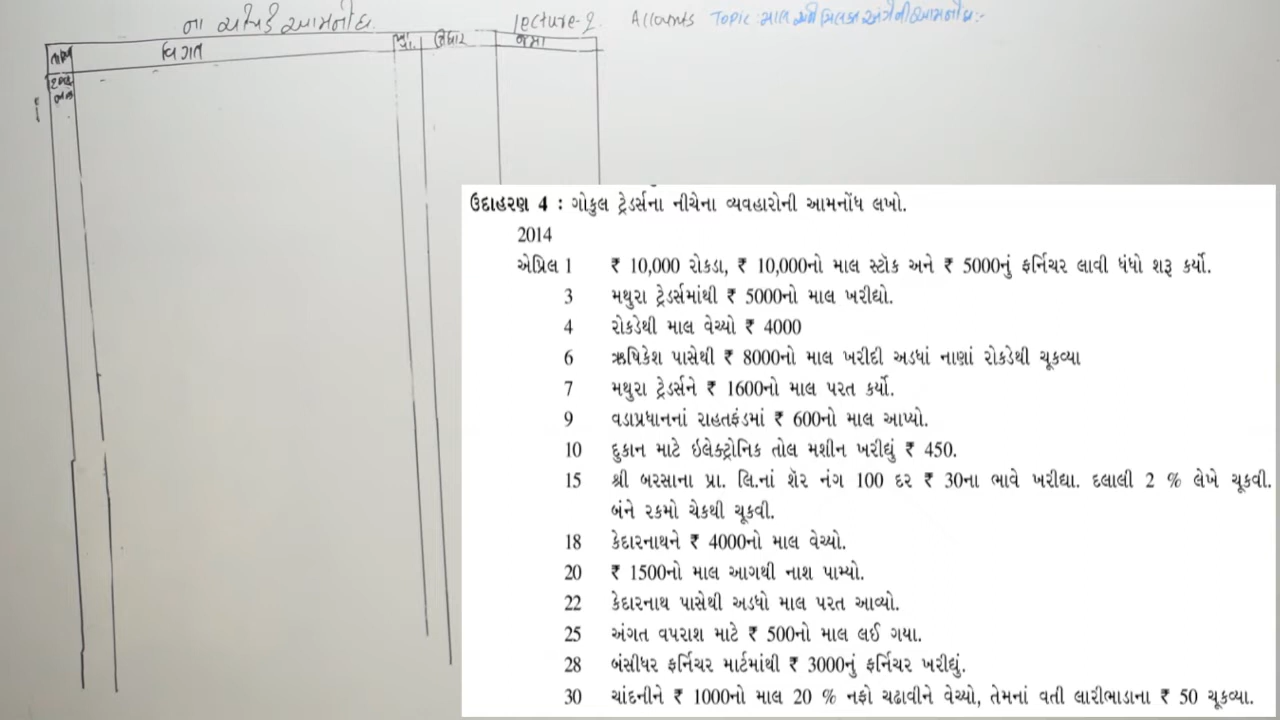 ના ચોપડે આમનોંધ. Lecture-2. Accounts Topic: માલ અને મિલકત અંગેની આમનોંધ:-
વિગત ઉધાર જમા
ઉદાહરણ 4 : ગોકુલ ટ્રેડર્સના નીચેના વ્યવહારોની આમનોંધ લખો.
2014
એપ્રિલ 1 ₹ 10,000 રોકડા, ₹ 10,000નો માલ સ્ટૉક અને ₹ 5000નું ફર્નિચર લાવી ધંધો શરૂ કર્યો.
3 મથુરા ટ્રેડર્સમાંથી ₹ 5000નો માલ ખરીદ્યો.
4 રોકડેથી માલ વેચ્યો ₹ 4000
6 ઋષિકેશ પાસેથી ₹ 8000નો માલ ખરીદી અડધાં નાણાં રોકડેથી ચૂકવ્યા
7 મથુરા ટ્રેડર્સને ₹ 1600નો માલ પરત કર્યો.
9 વડાપ્રધાનનાં રાહતફંડમાં ₹ 600નો માલ આપ્યો.
10 દુકાન માટે ઇલેક્ટ્રોનિક તોલ મશીન ખરીદ્યું ₹ 450.
15 શ્રી બરસાના પ્રા. લિ.નાં શૅર નંગ 100 દર ₹ 30ના ભાવે ખરીદ્યા. દલાલી 2 % લેખે ચૂકવી.
બંને રકમો ચેકથી ચૂકવી.
18 કેદારનાથને ₹ 4000નો માલ વેચ્યો.
20 ₹ 1500નો માલ આગથી નાશ પામ્યો.
22 કેદારનાથ પાસેથી અડધો માલ પરત આવ્યો.
25 અંગત વપરાશ માટે ₹ 500નો માલ લઈ ગયા.
28 બંસીધર ફર્નિચર માર્ટમાંથી ₹ 3000નું ફર્નિચર ખરીદ્યું.
30 ચાંદનીને ₹ 1000નો માલ 20 % નફો ચઢાવીને વેચ્યો, તેમનાં વતી લારીભાડાના ₹ 50 ચૂકવ્યા.